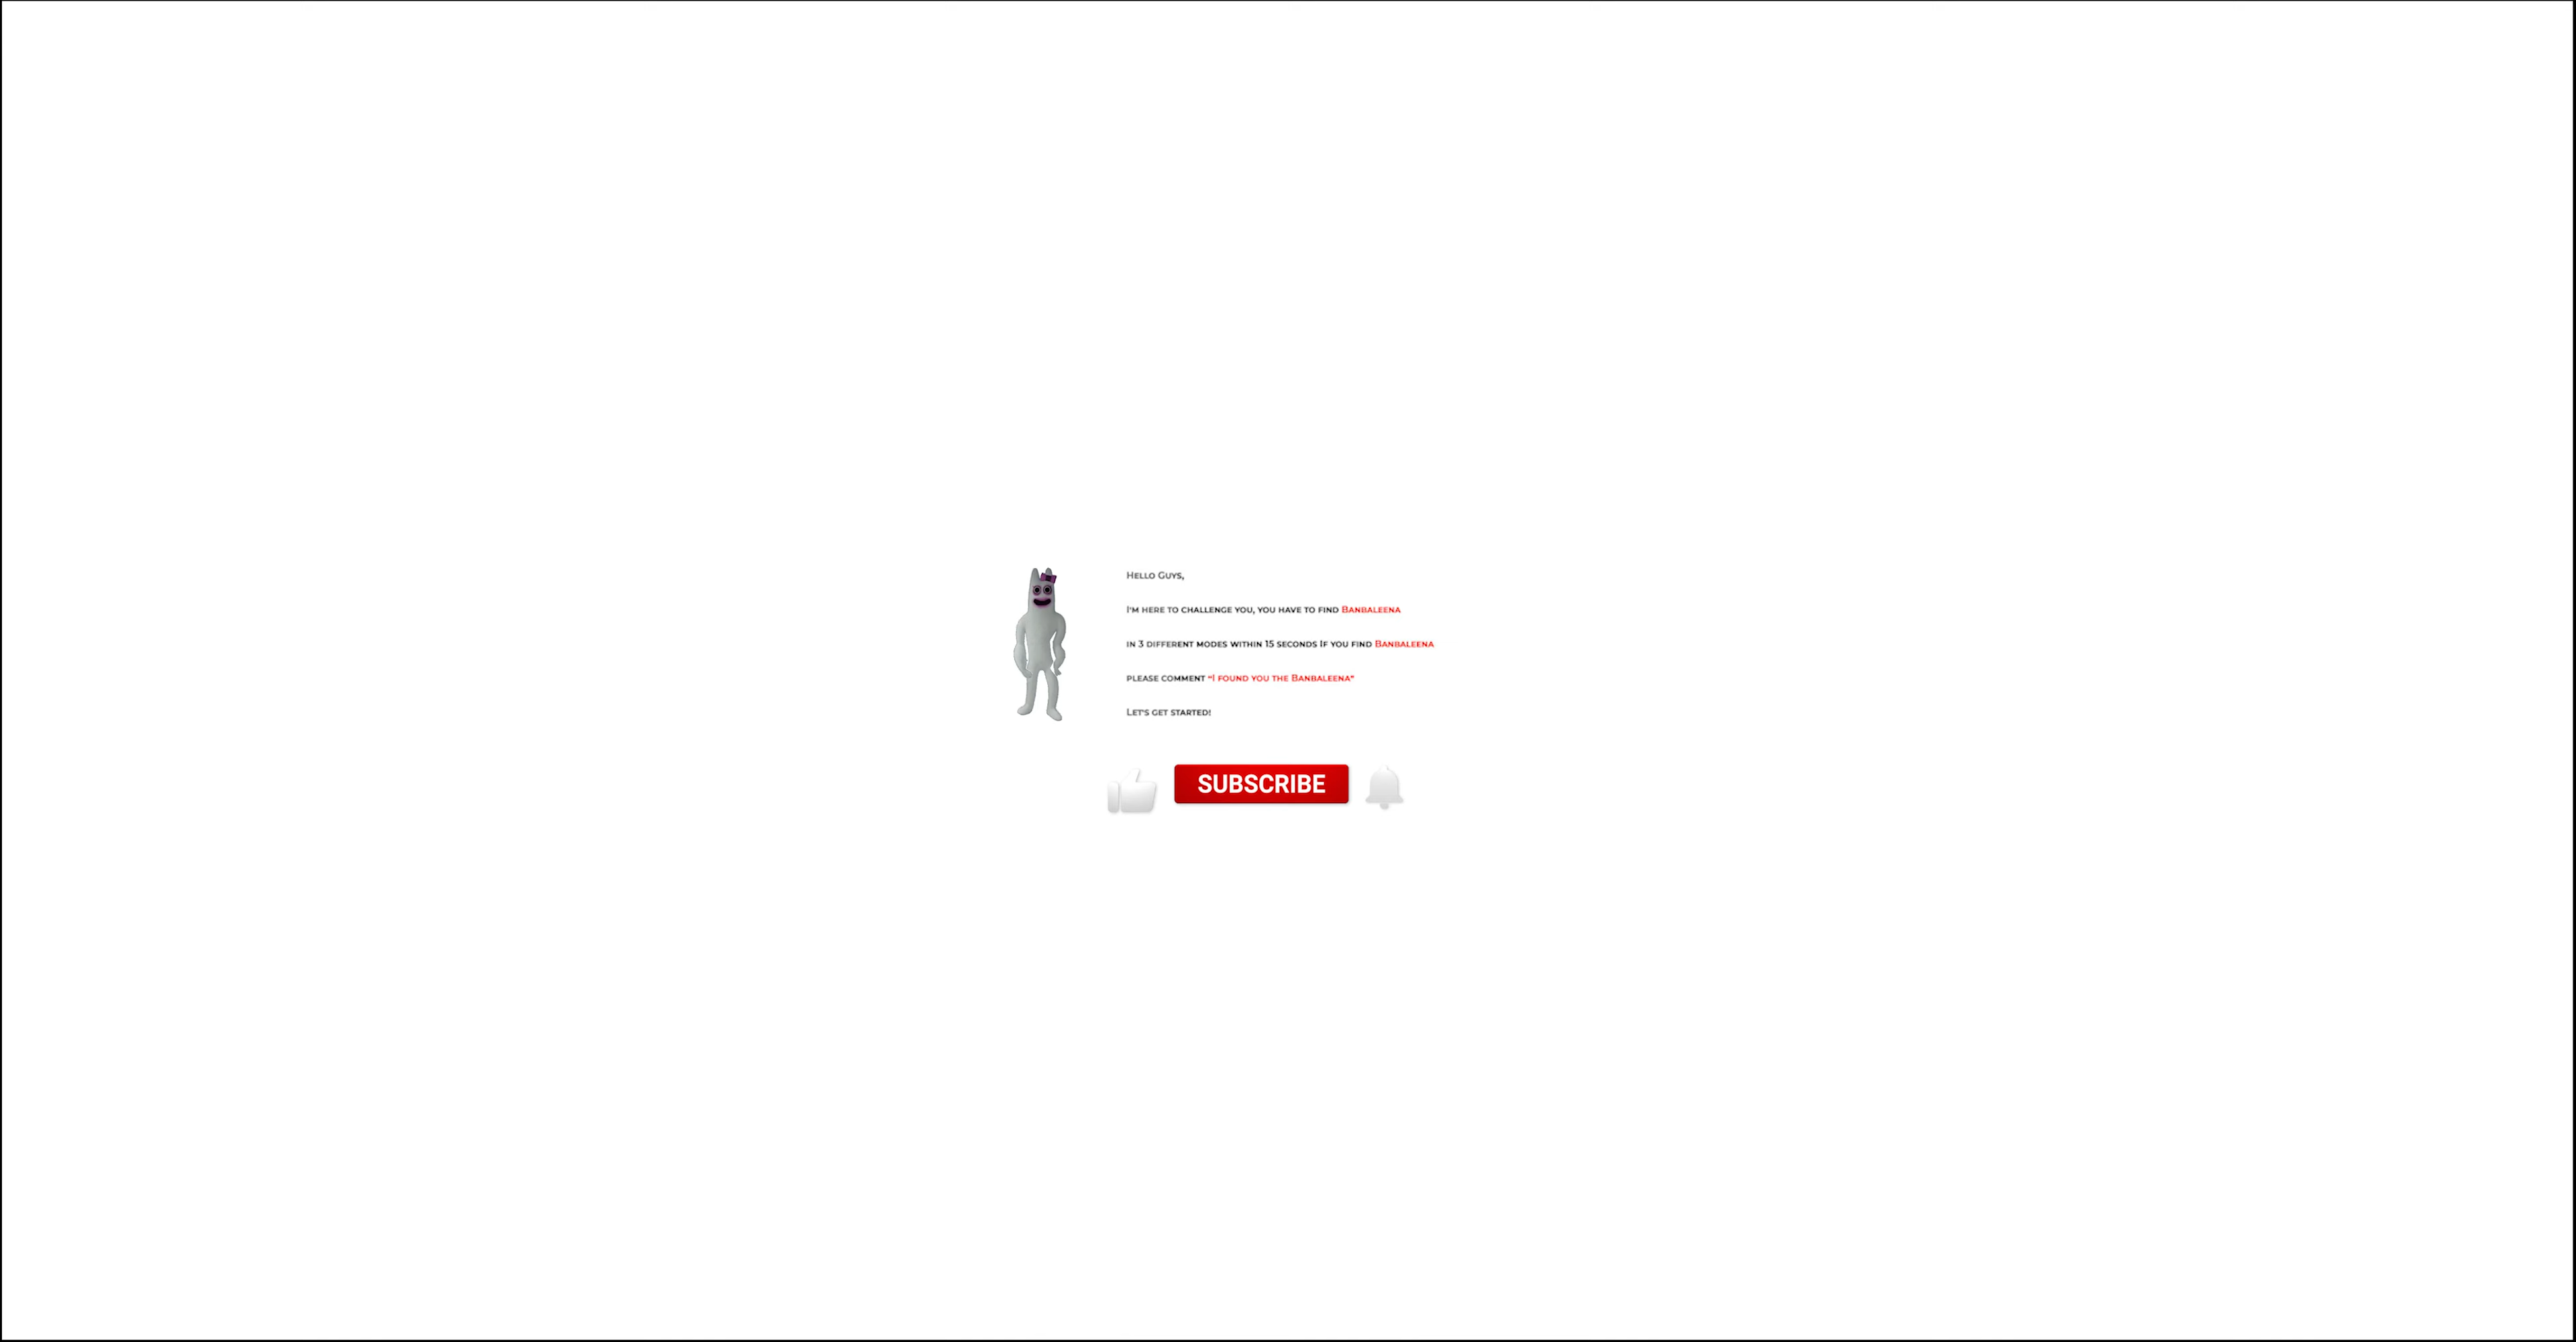 Hello Guys,
I'm here to challenge you, you have to find Banbaleena
in 3 different modes within 15 seconds If you find Banbaleena
please comment "I found you the Banbaleena"
Let's get started!
SUBSCRIBE